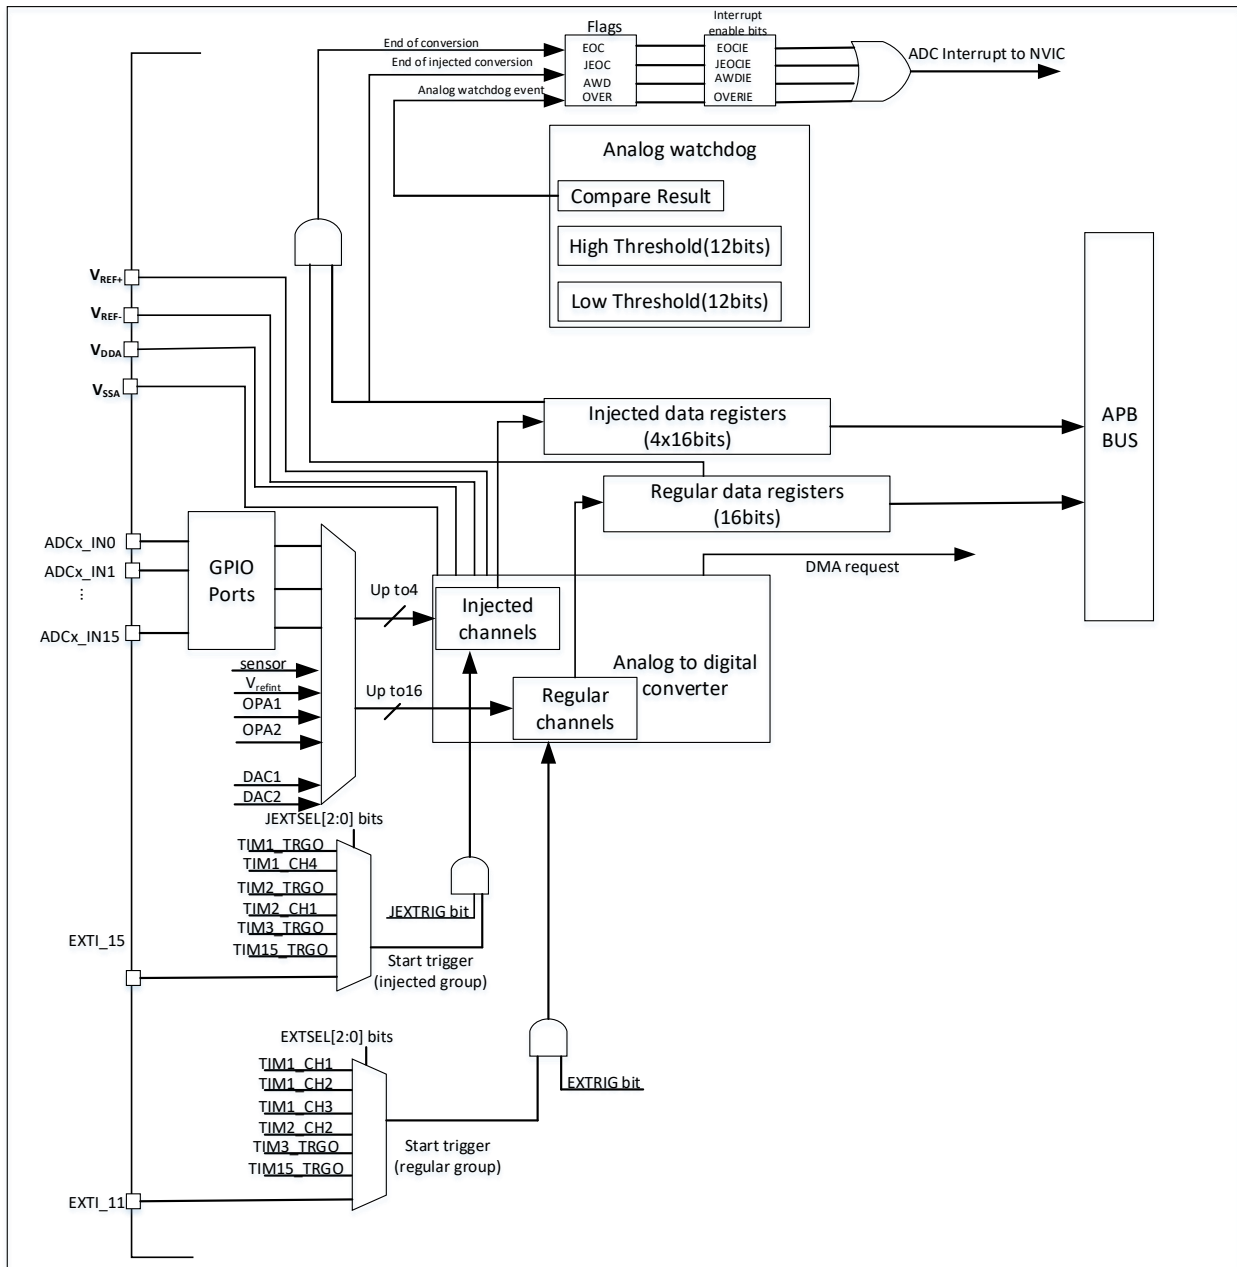 Flags
Interrupt
enable bits
End of conversion
EOC
EOCIE
ADC Interrupt to NVIC
End of injected conversion
JEOC
JEOCIE
AWD
AWDIE
Analog watchdog event
OVER
OVERIE
Analog watchdog
Compare Result
High Threshold(12bits)
Low Threshold(12bits)
VREF+
VREF-
VDDA
VSSA
Injected data registers
(4x16bits)
APB
BUS
Regular data registers
(16bits)
DMA request
ADCx_IN0
ADCx_IN1
⋮
ADCx_IN15
GPIO
Ports
Up to4
Injected
channels
Analog to digital
converter
sensor
Vrefint
OPA1
OPA2
Up to16
Regular
channels
DAC1
DAC2
JEXTSEL[2:0] bits
TIM1_TRGO
TIM1_CH4
TIM2_TRGO
TIM2_CH1
TIM3_TRGO
TIM15_TRGO
JEXTRIG bit
EXTI_15
Start trigger
(injected group)
EXTSEL[2:0] bits
TIM1_CH1
TIM1_CH2
TIM1_CH3
TIM2_CH2
TIM3_TRGO
TIM15_TRGO
EXTRIG bit
Start trigger
(regular group)
EXTI_11